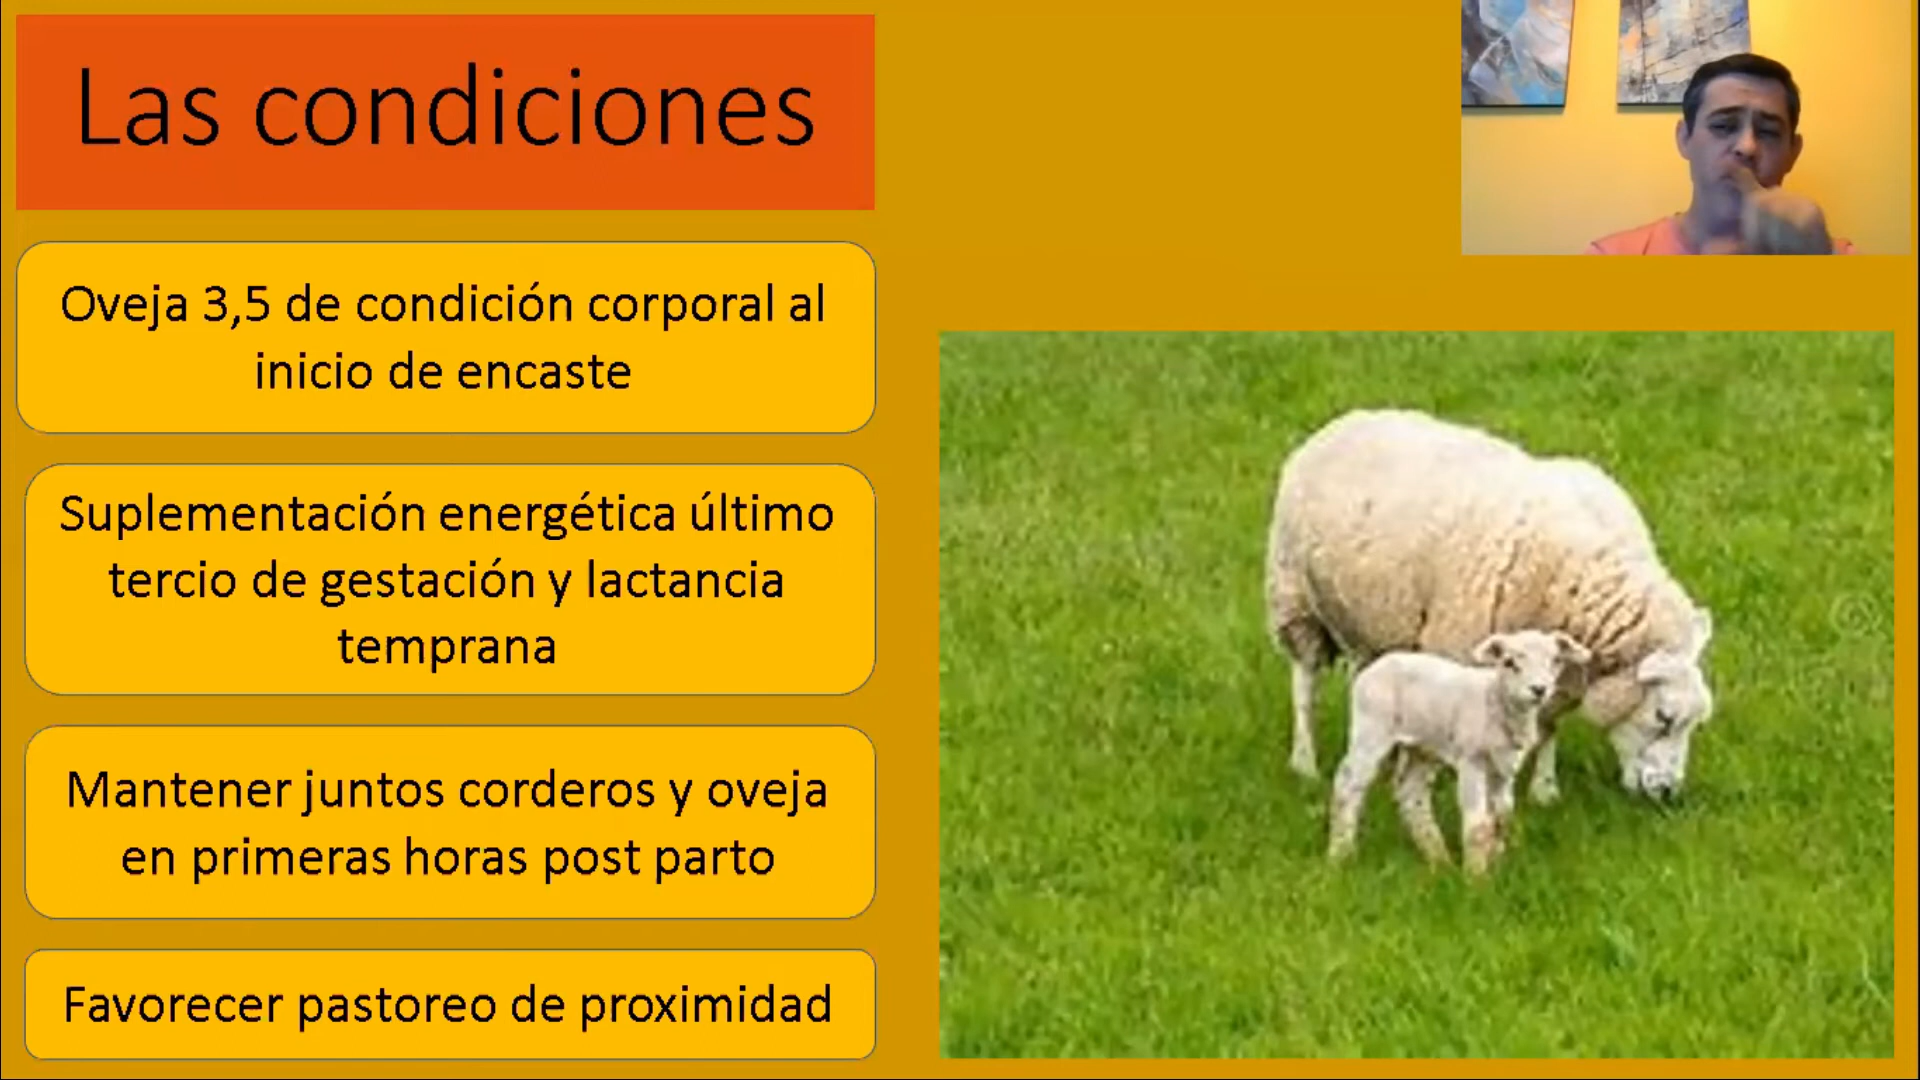 Las condiciones
Oveja 3,5 de condición corporal al
inicio de encaste
Suplementación energética último
tercio de gestación y lactancia
temprana
Mantener juntos corderos y oveja
en primeras horas post parto
Favorecer pastoreo de proximidad